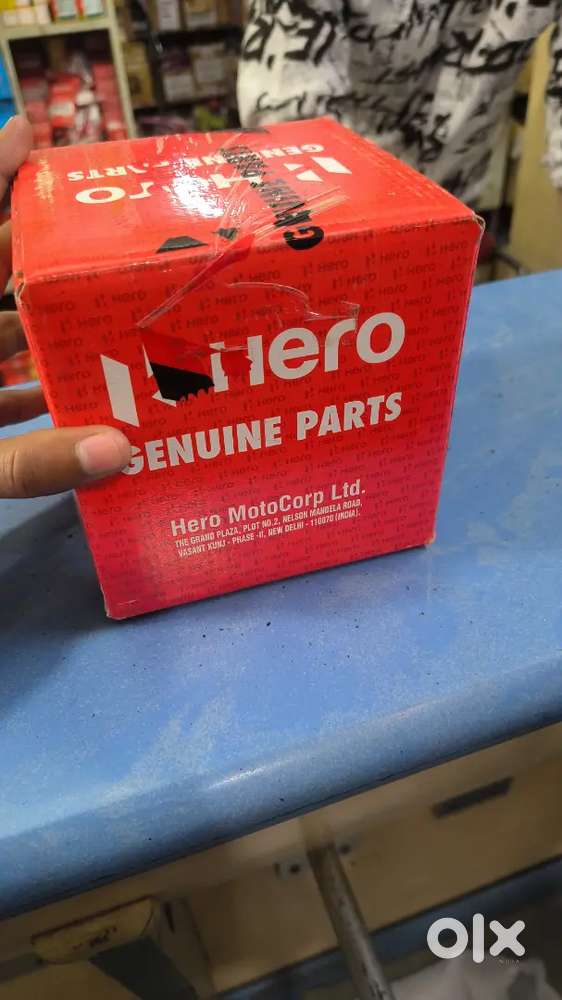 Hero
GENUINE PARTS
Hero
GENUINE PARTS
Hero MotoCorp Ltd.
THE GRAND PLAZA, PLOT NO.2, NELSON MANDELA ROAD,
VASANT KUNJ - PHASE -II, NEW DELHI - 110070 (INDIA).
olx